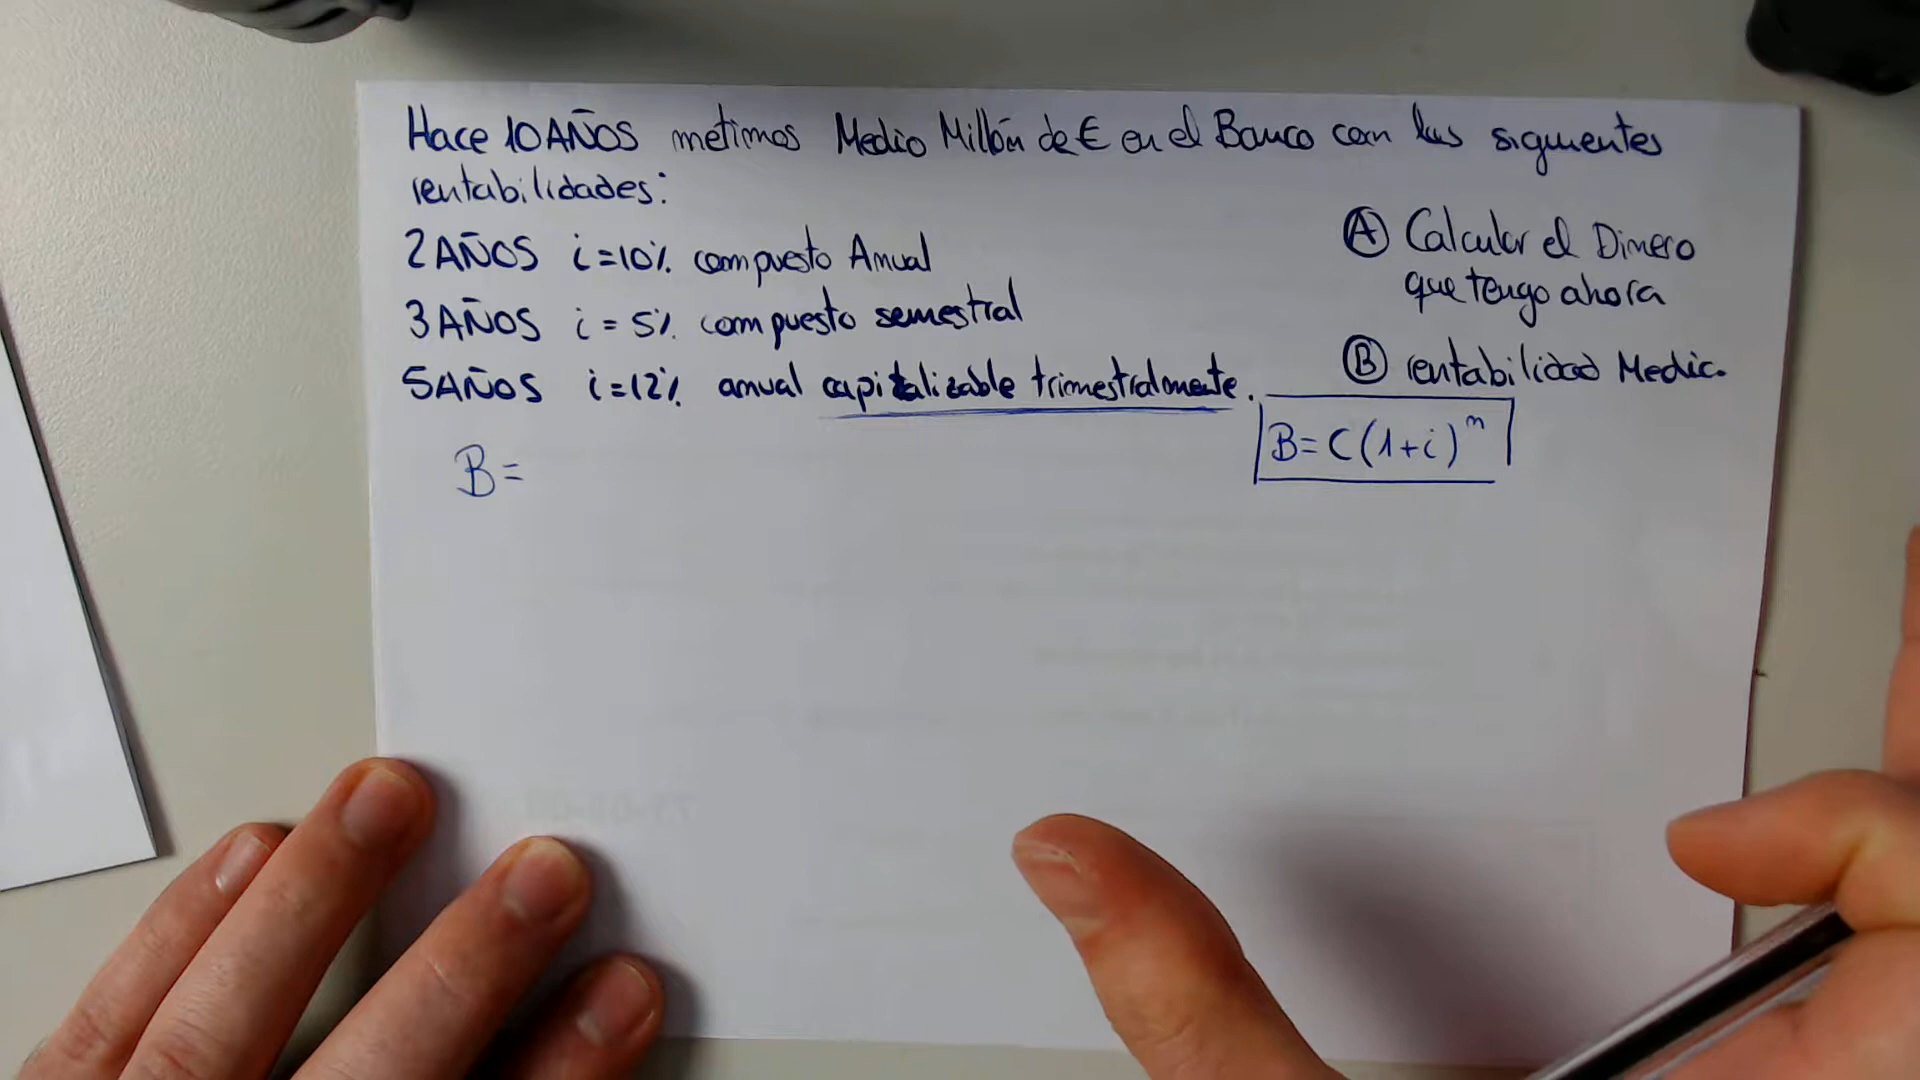 Hace 10 AÑOS metimos Medio Millón de € en el Banco con las siguientes
rentabilidades:
2 AÑOS i = 10% compuesto Anual
3 AÑOS i = 5% compuesto semestral
5 AÑOS i = 12% anual capitalizable trimestralmente.
Ⓐ Calcular el Dinero
que tengo ahora
Ⓑ rentabilidad Media.
B = C(1+i)^n
B =